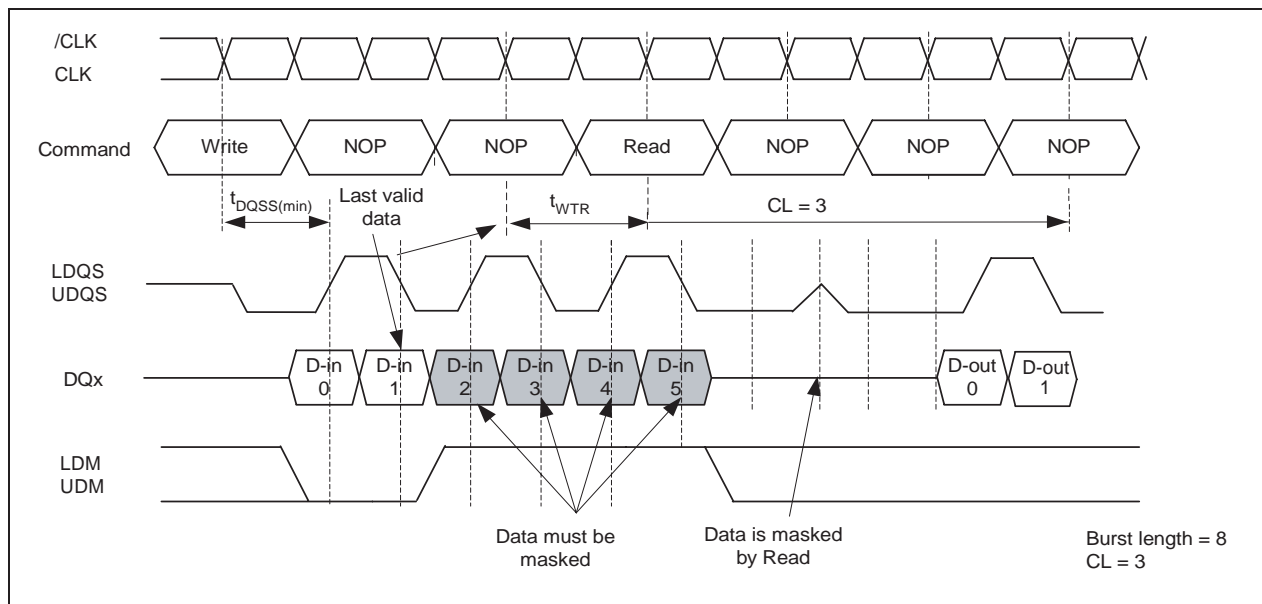 /CLK
CLK
Command
Write NOP NOP Read NOP NOP NOP
tDQSS(min)
Last valid
data
tWTR
CL = 3
LDQS
UDQS
DQx
D-in D-in D-in D-in D-in D-in D-out D-out
0 1 2 3 4 5 0 1
LDM
UDM
Data must be
masked
Data is masked
by Read
Burst length = 8
CL = 3